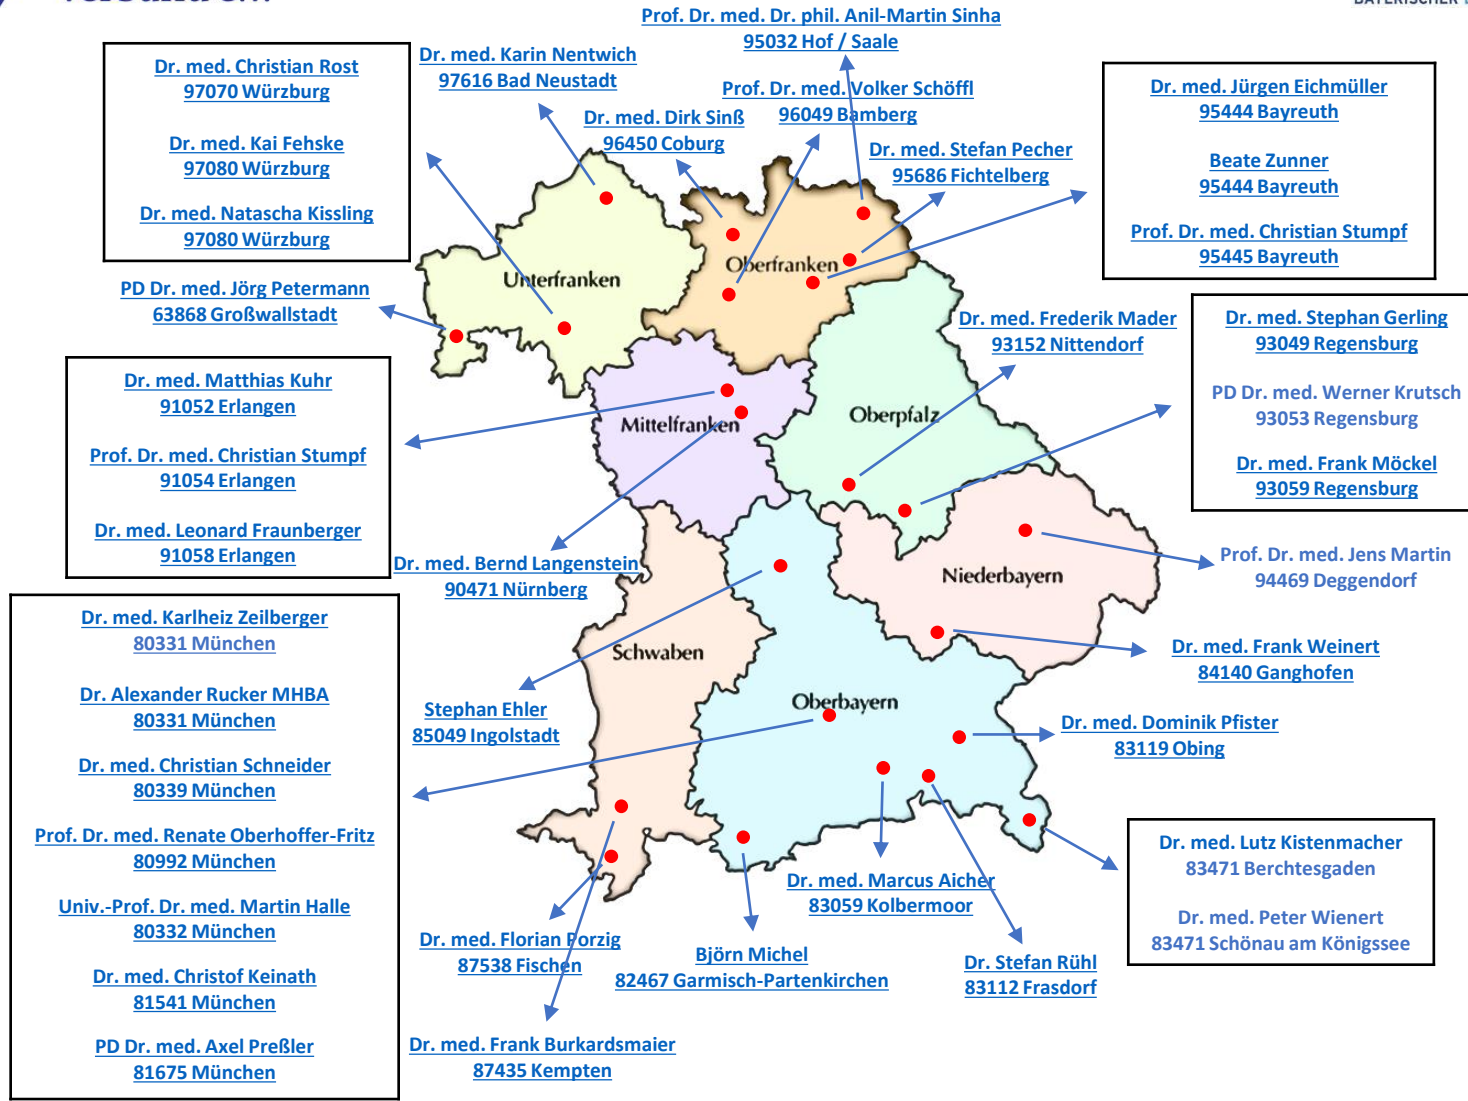 BAYERISCHER
Prof. Dr. med. Dr. phil. Anil-Martin Sinha
95032 Hof / Saale
Dr. med. Karin Nentwich
97616 Bad Neustadt
Prof. Dr. med. Volker Schöffl
96049 Bamberg
Dr. med. Dirk Sinß
96450 Coburg
Dr. med. Stefan Pecher
95686 Fichtelberg
Dr. med. Christian Rost
97070 Würzburg
Dr. med. Kai Fehske
97080 Würzburg
Dr. med. Natascha Kissling
97080 Würzburg
Dr. med. Jürgen Eichmüller
95444 Bayreuth
Beate Zunner
95444 Bayreuth
Prof. Dr. med. Christian Stumpf
95445 Bayreuth
PD Dr. med. Jörg Petermann
63868 Großwallstadt
Unterfranken
Oberfranken
Dr. med. Frederik Mader
93152 Nittendorf
Dr. med. Stephan Gerling
93049 Regensburg
PD Dr. med. Werner Krutsch
93053 Regensburg
Dr. med. Frank Möckel
93059 Regensburg
Dr. med. Matthias Kuhr
91052 Erlangen
Prof. Dr. med. Christian Stumpf
91054 Erlangen
Dr. med. Leonard Fraunberger
91058 Erlangen
Mittelfranken
Oberpfalz
Dr. med. Bernd Langenstein
90471 Nürnberg
Niederbayern
Prof. Dr. med. Jens Martin
94469 Deggendorf
Dr. med. Frank Weinert
84140 Ganghofen
Schwaben
Oberbayern
Stephan Ehler
85049 Ingolstadt
Dr. med. Dominik Pfister
83119 Obing
Dr. med. Karlheiz Zeilberger
80331 München
Dr. Alexander Rucker MHBA
80331 München
Dr. med. Christian Schneider
80339 München
Prof. Dr. med. Renate Oberhoffer-Fritz
80992 München
Univ.-Prof. Dr. med. Martin Halle
80332 München
Dr. med. Christof Keinath
81541 München
PD Dr. med. Axel Preßler
81675 München
Dr. med. Lutz Kistenmacher
83471 Berchtesgaden
Dr. med. Peter Wienert
83471 Schönau am Königssee
Dr. med. Marcus Aicher
83059 Kolbermoor
Dr. med. Florian Porzig
87538 Fischen
Björn Michel
82467 Garmisch-Partenkirchen
Dr. Stefan Rühl
83112 Frasdorf
Dr. med. Frank Burkardsmaier
87435 Kempten